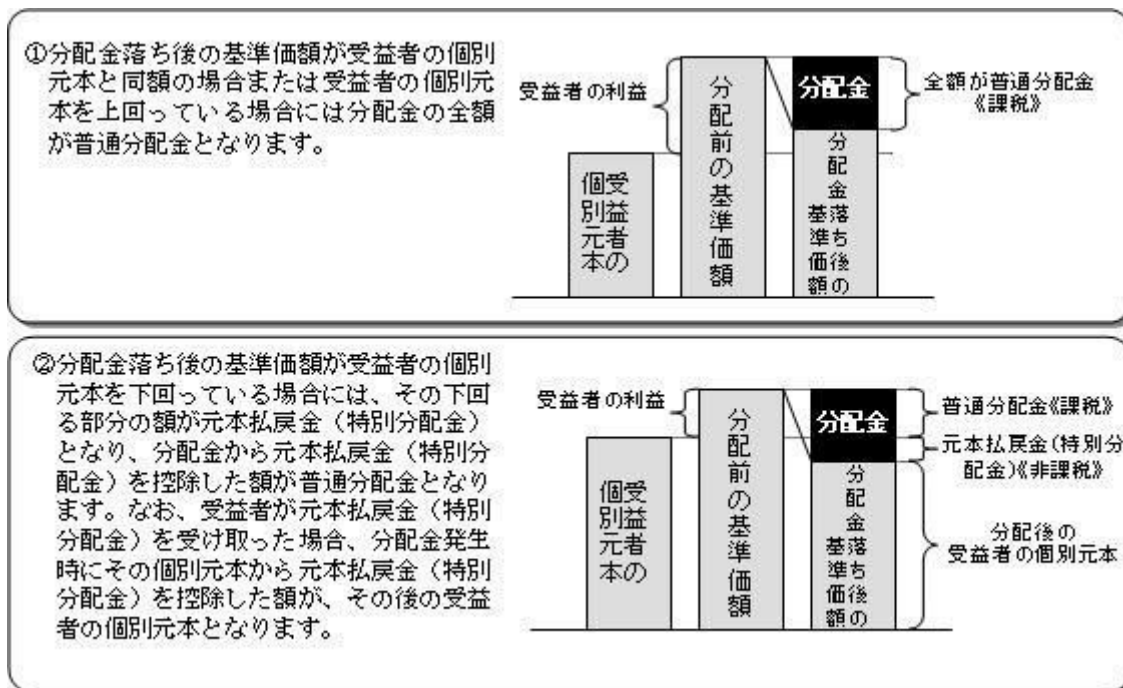 ①分配金落ち後の基準価額が受益者の個別
元本と同額の場合または受益者の個別元
本を上回っている場合には分配金の全額
が普通分配金となります。
受益者の利益
受益者の
個別元本
分配前の基準価額
分配金
分配金落ち後の
基準価額
全額が普通分配金
《課税》
②分配金落ち後の基準価額が受益者の個別
元本を下回っている場合には、その下回
る部分の額が元本払戻金（特別分配金）
となり、分配金から元本払戻金（特別分
配金）を控除した額が普通分配金となり
ます。なお、受益者が元本払戻金（特別
分配金）を受け取った場合、分配金発生
時にその個別元本から元本払戻金（特別
分配金）を控除した額が、その後の受益
者の個別元本となります。
受益者の利益
受益者の
個別元本
分配前の基準価額
分配金
分配金落ち後の
基準価額
普通分配金《課税》
元本払戻金(特別分
配金)《非課税》
分配後の
受益者の個別元本